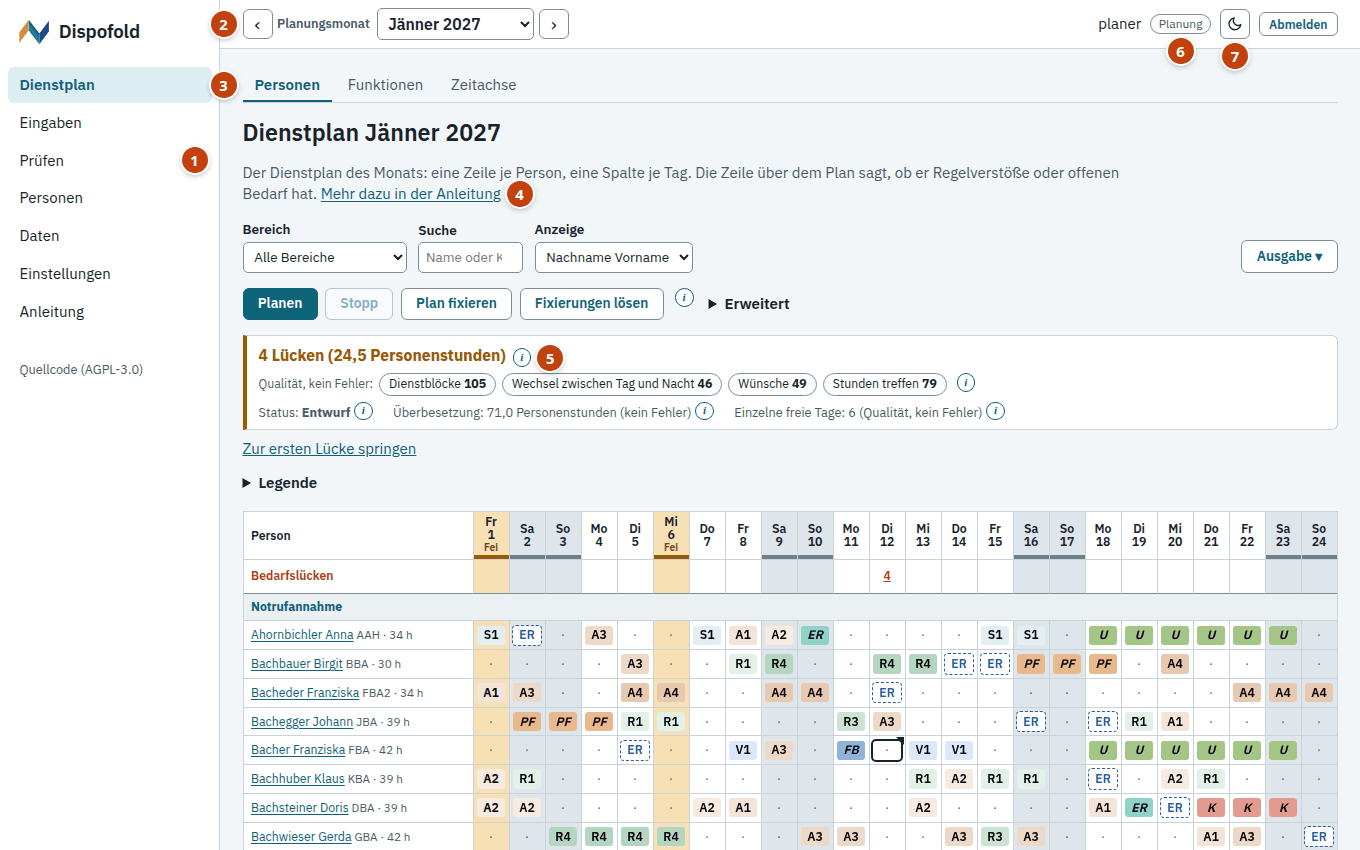 Dispofold
Dienstplan
Eingaben
Prüfen 1
Personen
Daten
Einstellungen
Anleitung
Quellcode (AGPL-3.0)
2 ‹ Planungsmonat Jänner 2027 › planer Planung Abmelden
6 7
3 Personen Funktionen Zeitachse
Dienstplan Jänner 2027
Der Dienstplan des Monats: eine Zeile je Person, eine Spalte je Tag. Die Zeile über dem Plan sagt, ob er Regelverstöße oder offenen
Bedarf hat. Mehr dazu in der Anleitung 4
Bereich Suche Anzeige
Alle Bereiche Name oder K Nachname Vorname Ausgabe ▾
Planen Stopp Plan fixieren Fixierungen lösen i ▶ Erweitert
4 Lücken (24,5 Personenstunden) i 5
Qualität, kein Fehler: Dienstblöcke 105 Wechsel zwischen Tag und Nacht 46 Wünsche 49 Stunden treffen 79 i
Status: Entwurf i Überbesetzung: 71,0 Personenstunden (kein Fehler) i Einzelne freie Tage: 6 (Qualität, kein Fehler) i
Zur ersten Lücke springen
▶ Legende
Person Fr 1 Fei Sa 2 So 3 Mo 4 Di 5 Mi 6 Fei Do 7 Fr 8 Sa 9 So 10 Mo 11 Di 12 Mi 13 Do 14 Fr 15 Sa 16 So 17 Mo 18 Di 19 Mi 20 Do 21 Fr 22 Sa 23 So 24
Bedarfslücken 4
Notrufannahme
Ahornbichler Anna AAH · 34 h S1 ER · A3 · · S1 A1 A2 ER · · · · S1 S1 · U U U U U U ·
Bachbauer Birgit BBA · 30 h · · · · A3 · · R1 R4 · · R4 R4 ER ER PF PF PF · A4 · · · ·
Bacheder Franziska FBA2 · 34 h A1 A3 · · A4 A4 · · A4 A4 · ER · · · · · · · · · A4 A4 A4
Bachegger Johann JBA · 39 h · PF PF PF R1 R1 · · · · R3 A3 · · · ER · ER R1 A1 · · · ·
Bacher Franziska FBA · 42 h · · · · ER · · V1 A3 · FB · V1 V1 · · · U U U U U U ·
Bachhuber Klaus KBA · 39 h A2 R1 · · · · · · · · · · R1 A2 R1 R1 · ER · A2 R1 · · ·
Bachsteiner Doris DBA · 39 h A2 A2 · · · · A2 A1 · · · · A2 · · · · A1 ER ER K K K ·
Bachwieser Gerda GBA · 42 h · · R4 R4 R4 R4 · · · A3 A3 · · A3 R3 A3 · · · · A1 A3 · ER